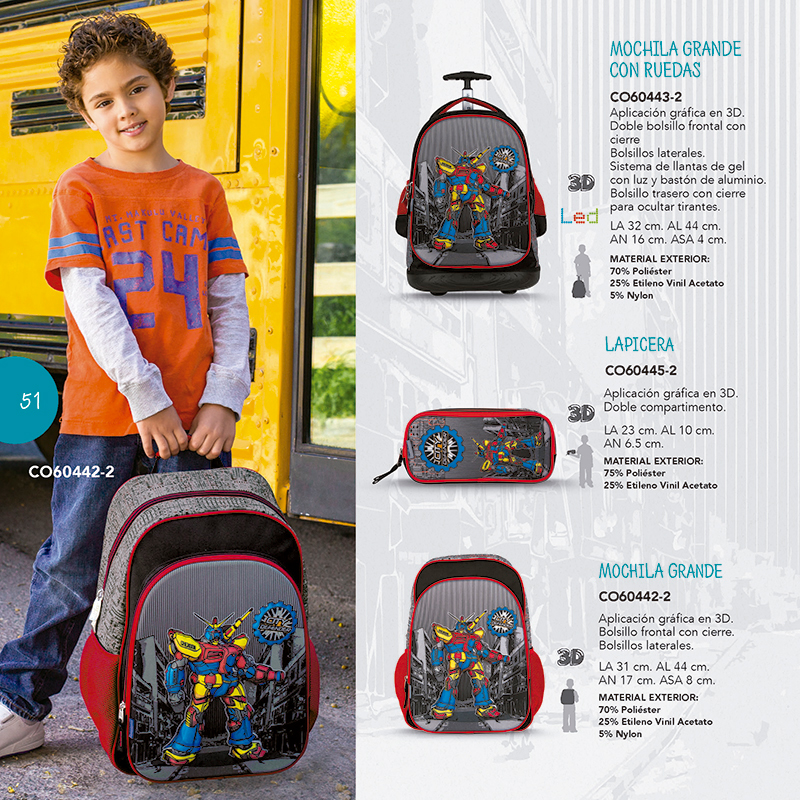 MT. MAROLD VALLEY
AST CAM
24
51
CO60442-2
MOCHILA GRANDE
CON RUEDAS
CO60443-2
Aplicación gráfica en 3D.
Doble bolsillo frontal con
cierre
Bolsillos laterales.
Sistema de llantas de gel
con luz y bastón de aluminio.
Bolsillo trasero con cierre
para ocultar tirantes.
3D
Led
LA 32 cm. AL 44 cm.
AN 16 cm. ASA 4 cm.
MATERIAL EXTERIOR:
70% Poliéster
25% Etileno Vinil Acetato
5% Nylon
LAPICERA
CO60445-2
Aplicación gráfica en 3D.
Doble compartimento.
3D
LA 23 cm. AL 10 cm.
AN 6.5 cm.
MATERIAL EXTERIOR:
75% Poliéster
25% Etileno Vinil Acetato
MOCHILA GRANDE
CO60442-2
Aplicación gráfica en 3D.
Bolsillo frontal con cierre.
Bolsillos laterales.
3D
LA 31 cm. AL 44 cm.
AN 17 cm. ASA 8 cm.
MATERIAL EXTERIOR:
70% Poliéster
25% Etileno Vinil Acetato
5% Nylon